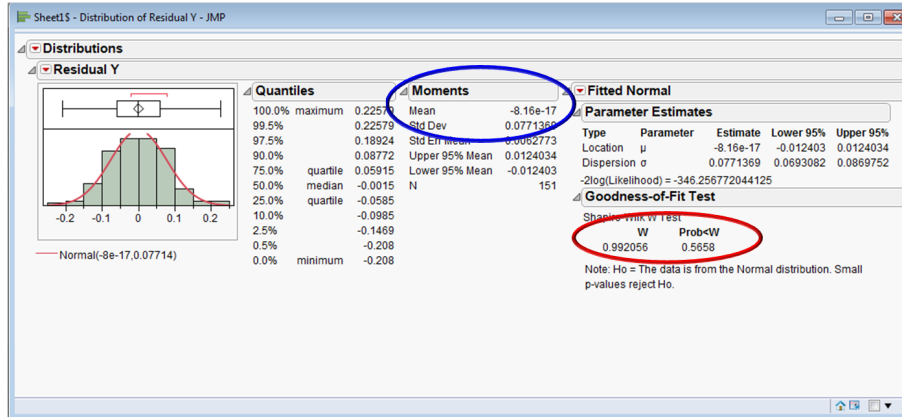 Sheet1$ - Distribution of Residual Y - JMP
Distributions
Residual Y
-0.2 -0.1 0 0.1 0.2
Normal(-8e-17,0.07714)
Quantiles
100.0% maximum 0.22579
99.5% 0.22579
97.5% 0.18924
90.0% 0.08772
75.0% quartile 0.05915
50.0% median -0.0015
25.0% quartile -0.0585
10.0% -0.0985
2.5% -0.1469
0.5% -0.208
0.0% minimum -0.208
Moments
Mean -8.16e-17
Std Dev 0.0771369
Std Err Mean 0.0062773
Upper 95% Mean 0.0124034
Lower 95% Mean -0.012403
N 151
Fitted Normal
Parameter Estimates
Type Parameter Estimate Lower 95% Upper 95%
Location μ -8.16e-17 -0.012403 0.0124034
Dispersion σ 0.0771369 0.0693082 0.0869752
-2log(Likelihood) = -346.256772044125
Goodness-of-Fit Test
Shapiro-Wilk W Test
W Prob<W
0.992056 0.5658
Note: Ho = The data is from the Normal distribution. Small
p-values reject Ho.